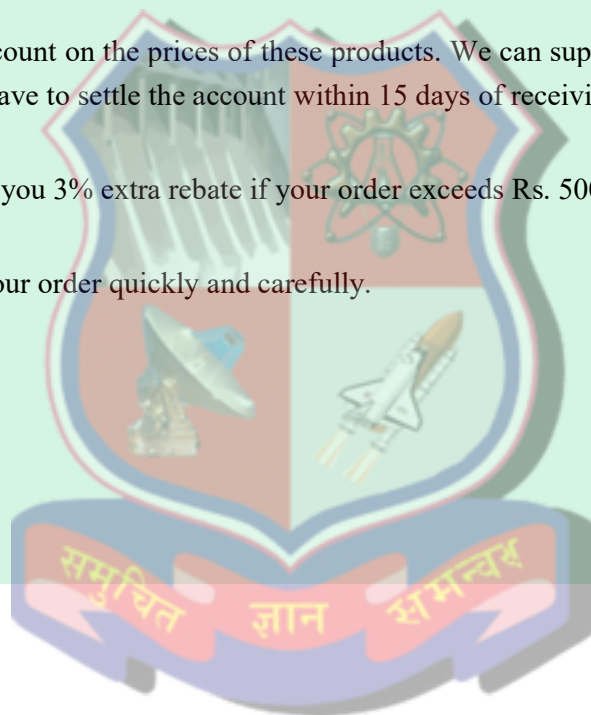 count on the prices of these products. We can sup
ave to settle the account within 15 days of receivi
you 3% extra rebate if your order exceeds Rs. 500
our order quickly and carefully.
समुचित ज्ञान समन्वय